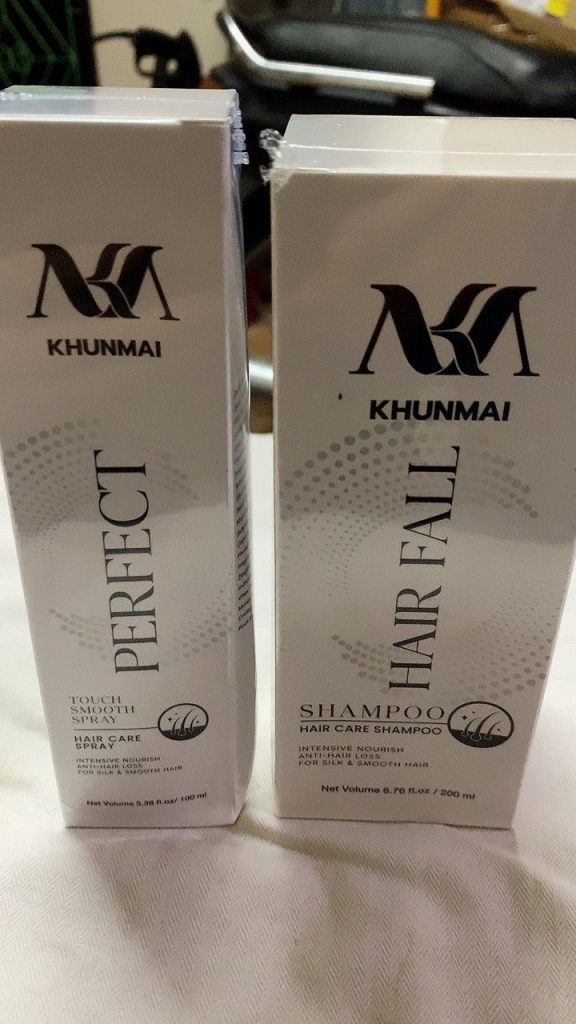 KHUNMAI
PERFECT
TOUCH
SMOOTH
SPRAY
HAIR CARE
SPRAY
INTENSIVE NOURISH
ANTI-HAIR LOSS
FOR SILK & SMOOTH HAIR
Net Volume 3.38 fl.oz/ 100 ml
KHUNMAI
HAIR FALL
SHAMPOO
HAIR CARE SHAMPOO
INTENSIVE NOURISH
ANTI-HAIR LOSS
FOR SILK & SMOOTH HAIR
Net Volume 6.76 fl.oz / 200 ml